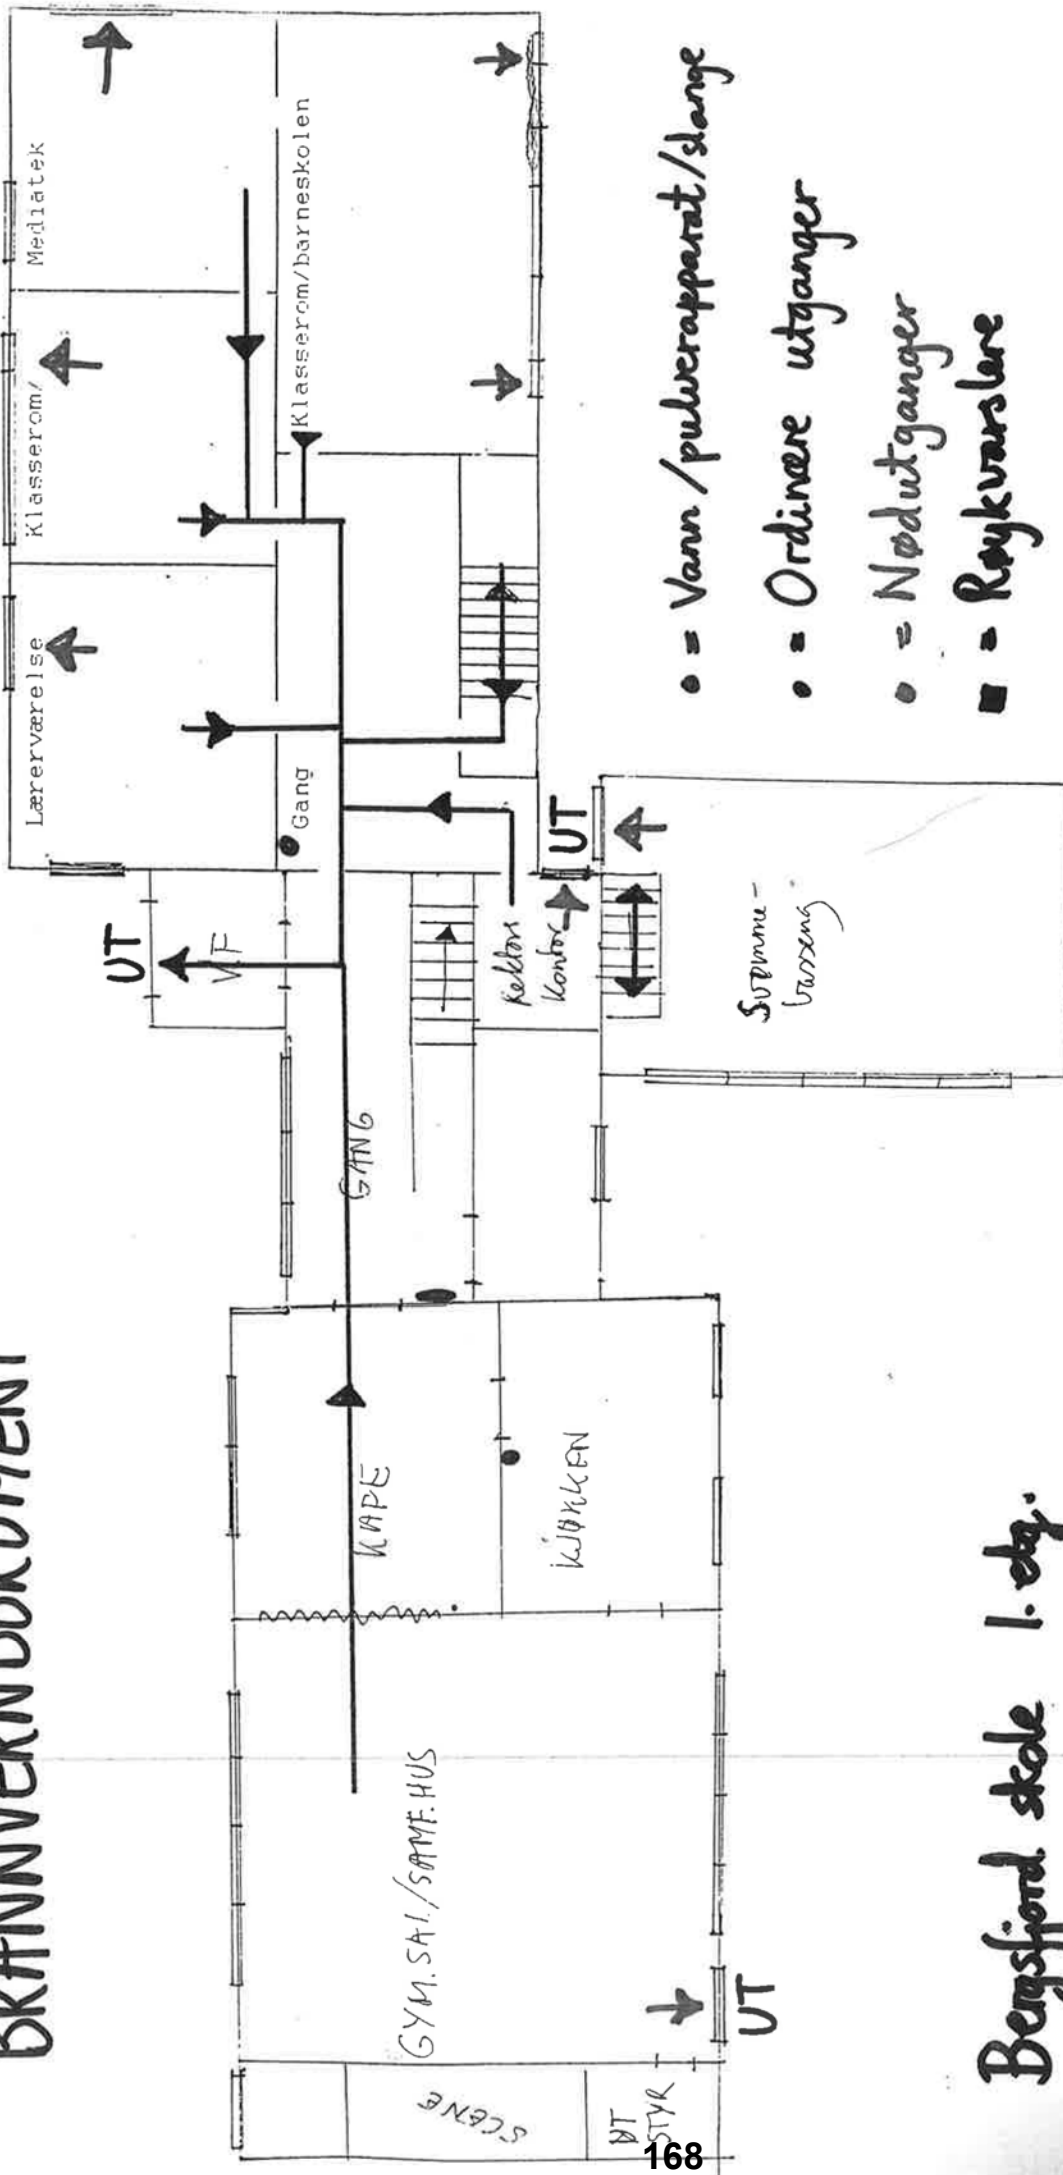 BRANNVERNDOKUMENT
Mediatek
Klasserom/
Lærerværelse
Klasserom/barneskolen
Gang
UT
VF
Rektors
kontor
UT
Svømme-
basseng
GANG
KAFE
KJØKKEN
GYM.SAL/SAMF.HUS
SCENE
UT
STYR
UT
• = Vann/pulverapparat/slange
• = Ordinære utganger
• = Nødutganger
■ = Røykvarslere
Bergsfjord skole 1. etg.
168